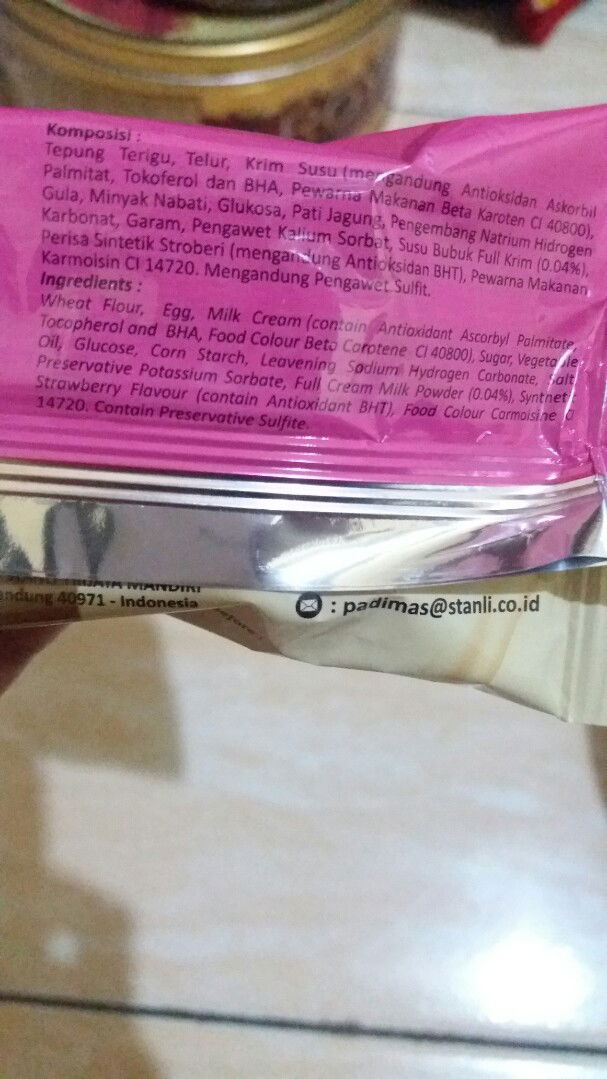 Komposisi :
Tepung Terigu, Telur, Krim Susu (mengandung Antioksidan Askorbil
Palmitat, Tokoferol dan BHA, Pewarna Makanan Beta Karoten CI 40800),
Gula, Minyak Nabati, Glukosa, Pati Jagung, Pengembang Natrium Hidrogen
Karbonat, Garam, Pengawet Kalium Sorbat, Susu Bubuk Full Krim (0.04%),
Perisa Sintetik Stroberi (mengandung Antioksidan BHT), Pewarna Makanan
Karmoisin CI 14720. Mengandung Pengawet Sulfit.
Ingredients :
Wheat Flour, Egg, Milk Cream (contain Antioxidant Ascorbyl Palmitate,
Tocopherol and BHA, Food Colour Beta Carotene CI 40800), Sugar, Vegetable
Oil, Glucose, Corn Starch, Leavening Sodium Hydrogen Carbonate, Salt,
Preservative Potassium Sorbate, Full Cream Milk Powder (0.04%), Synthetic
Strawberry Flavour (contain Antioxidant BHT), Food Colour Carmoisine CI
14720. Contain Preservative Sulfite.
MANDIRI
andung 40971 - Indonesia
: padimas@stanli.co.id